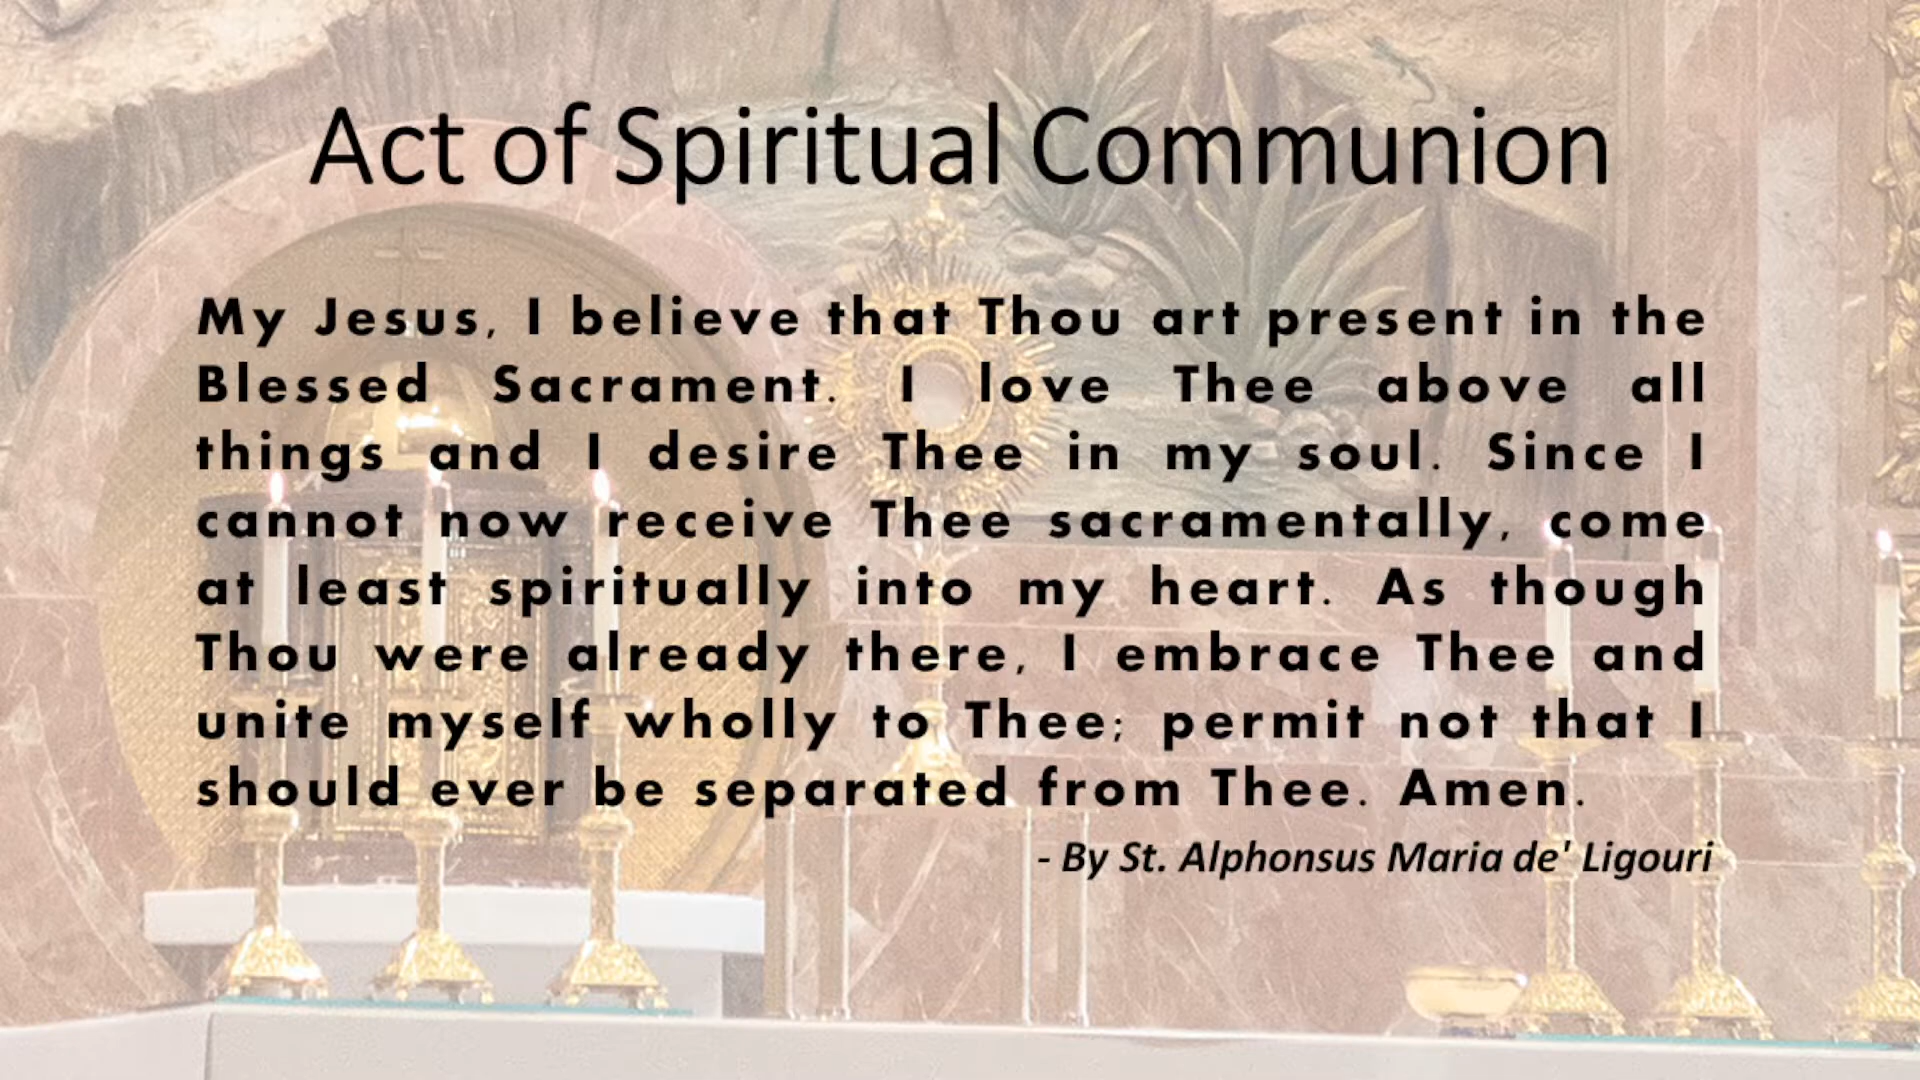 Act of Spiritual Communion
My Jesus, I believe that Thou art present in the
Blessed Sacrament. I love Thee above all
things and I desire Thee in my soul. Since I
cannot now receive Thee sacramentally, come
at least spiritually into my heart. As though
Thou were already there, I embrace Thee and
unite myself wholly to Thee; permit not that I
should ever be separated from Thee. Amen.
- By St. Alphonsus Maria de' Ligouri